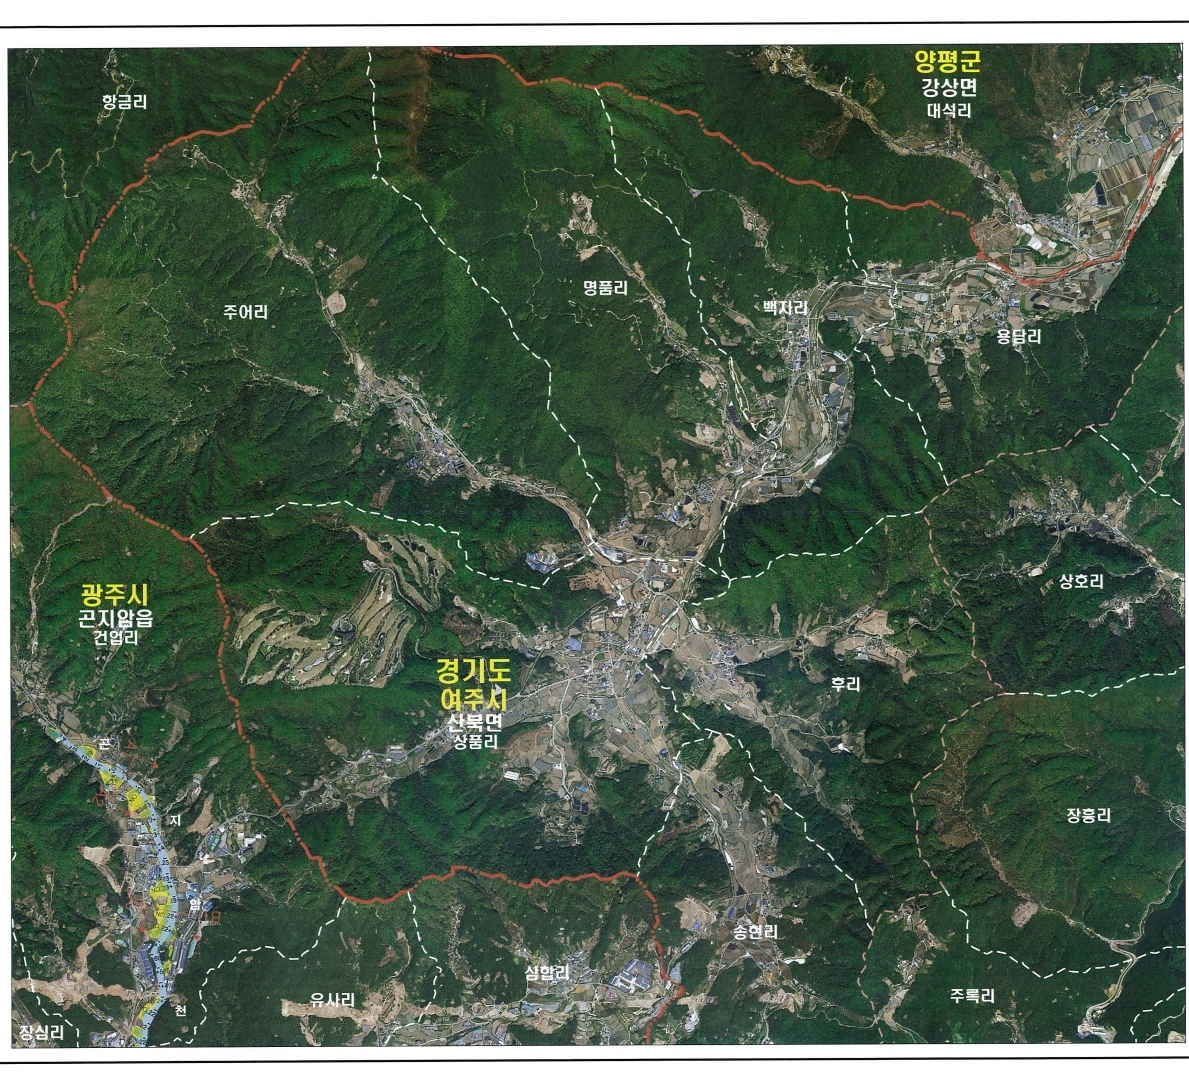 양평군
강상면
대석리
항금리
명품리
백자리
주어리
용담리
상호리
광주시
곤지암읍
건업리
경기도
여주시
산북면
상품리
후리
곤
지
장흥리
암
송현리
삼합리
주록리
유사리
천
장심리